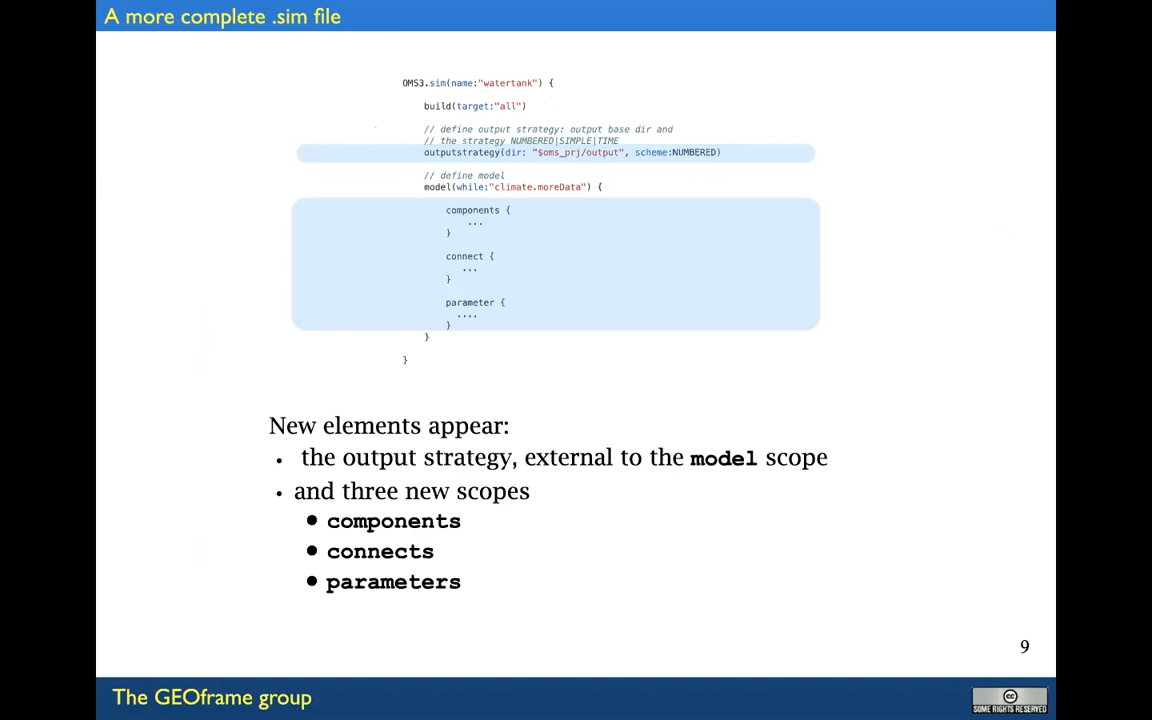 A more complete .sim file
OMS3.sim(name:"watertank") {
build(target:"all")
// define output strategy: output base dir and
// the strategy NUMBERED|SIMPLE|TIME
outputstrategy(dir: "$oms_prj/output", scheme:NUMBERED)
// define model
model(while:"climate.moreData") {
components {
...
}
connect {
...
}
parameter {
....
}
}
}
New elements appear:
• the output strategy, external to the model scope
• and three new scopes
• components
• connects
• parameters
9
The GEOframe group
cc
SOME RIGHTS RESERVED